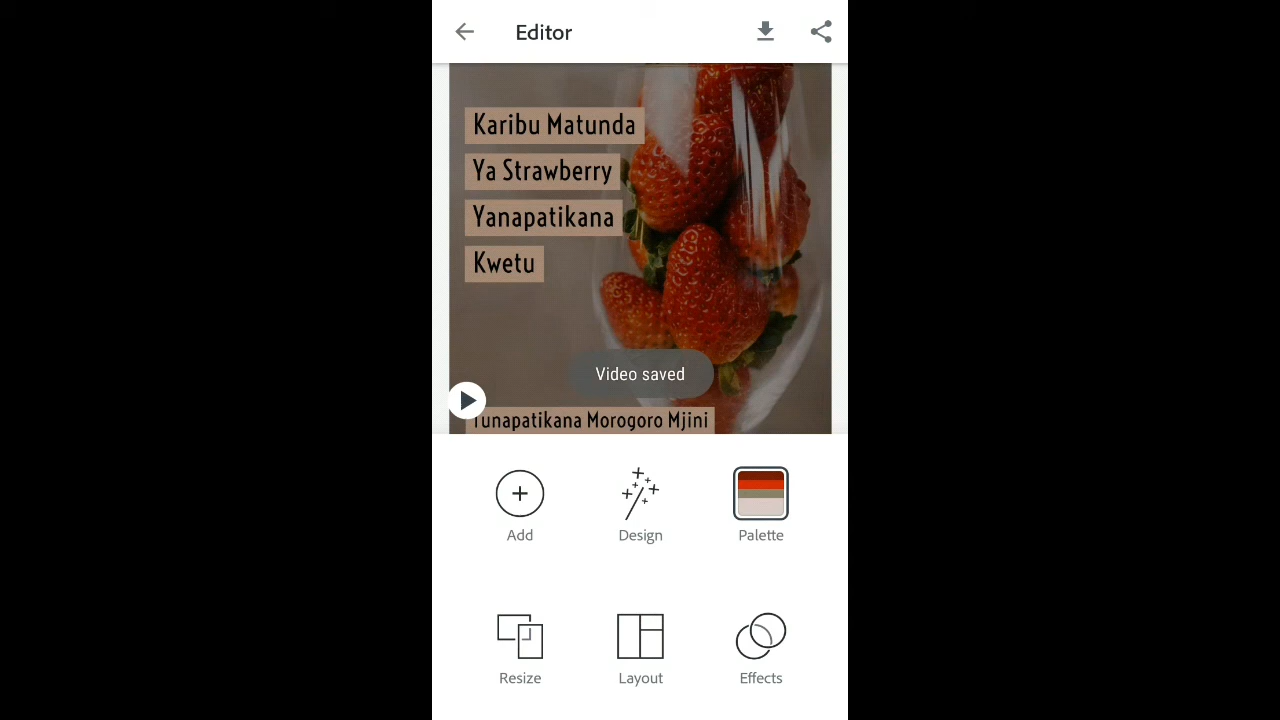 Editor
Karibu Matunda
Ya Strawberry
Yanapatikana
Kwetu
Video saved
Tunapatikana Morogoro Mjini
Add
Design
Palette
Resize
Layout
Effects